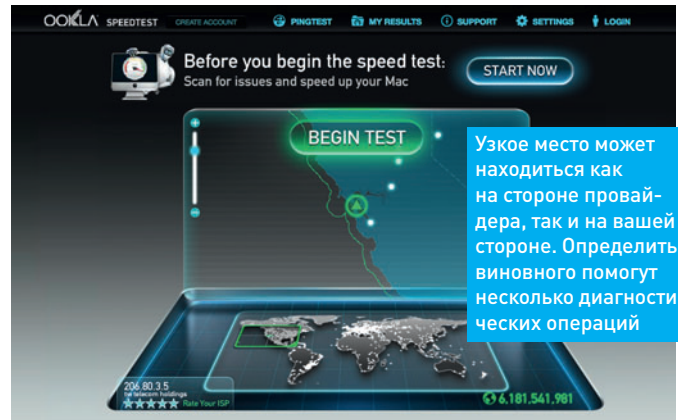 OOKLA SPEEDTEST CREATE ACCOUNT PINGTEST MY RESULTS SUPPORT SETTINGS LOGIN
Before you begin the speed test:
Scan for issues and speed up your Mac
START NOW
BEGIN TEST
Узкое место может
находиться как
на стороне провай-
дера, так и на вашей
стороне. Определить
виновного помогут
несколько диагности
ческих операций
206.80.3.5
telecom holdings
Rate Your ISP
6,181,541,981